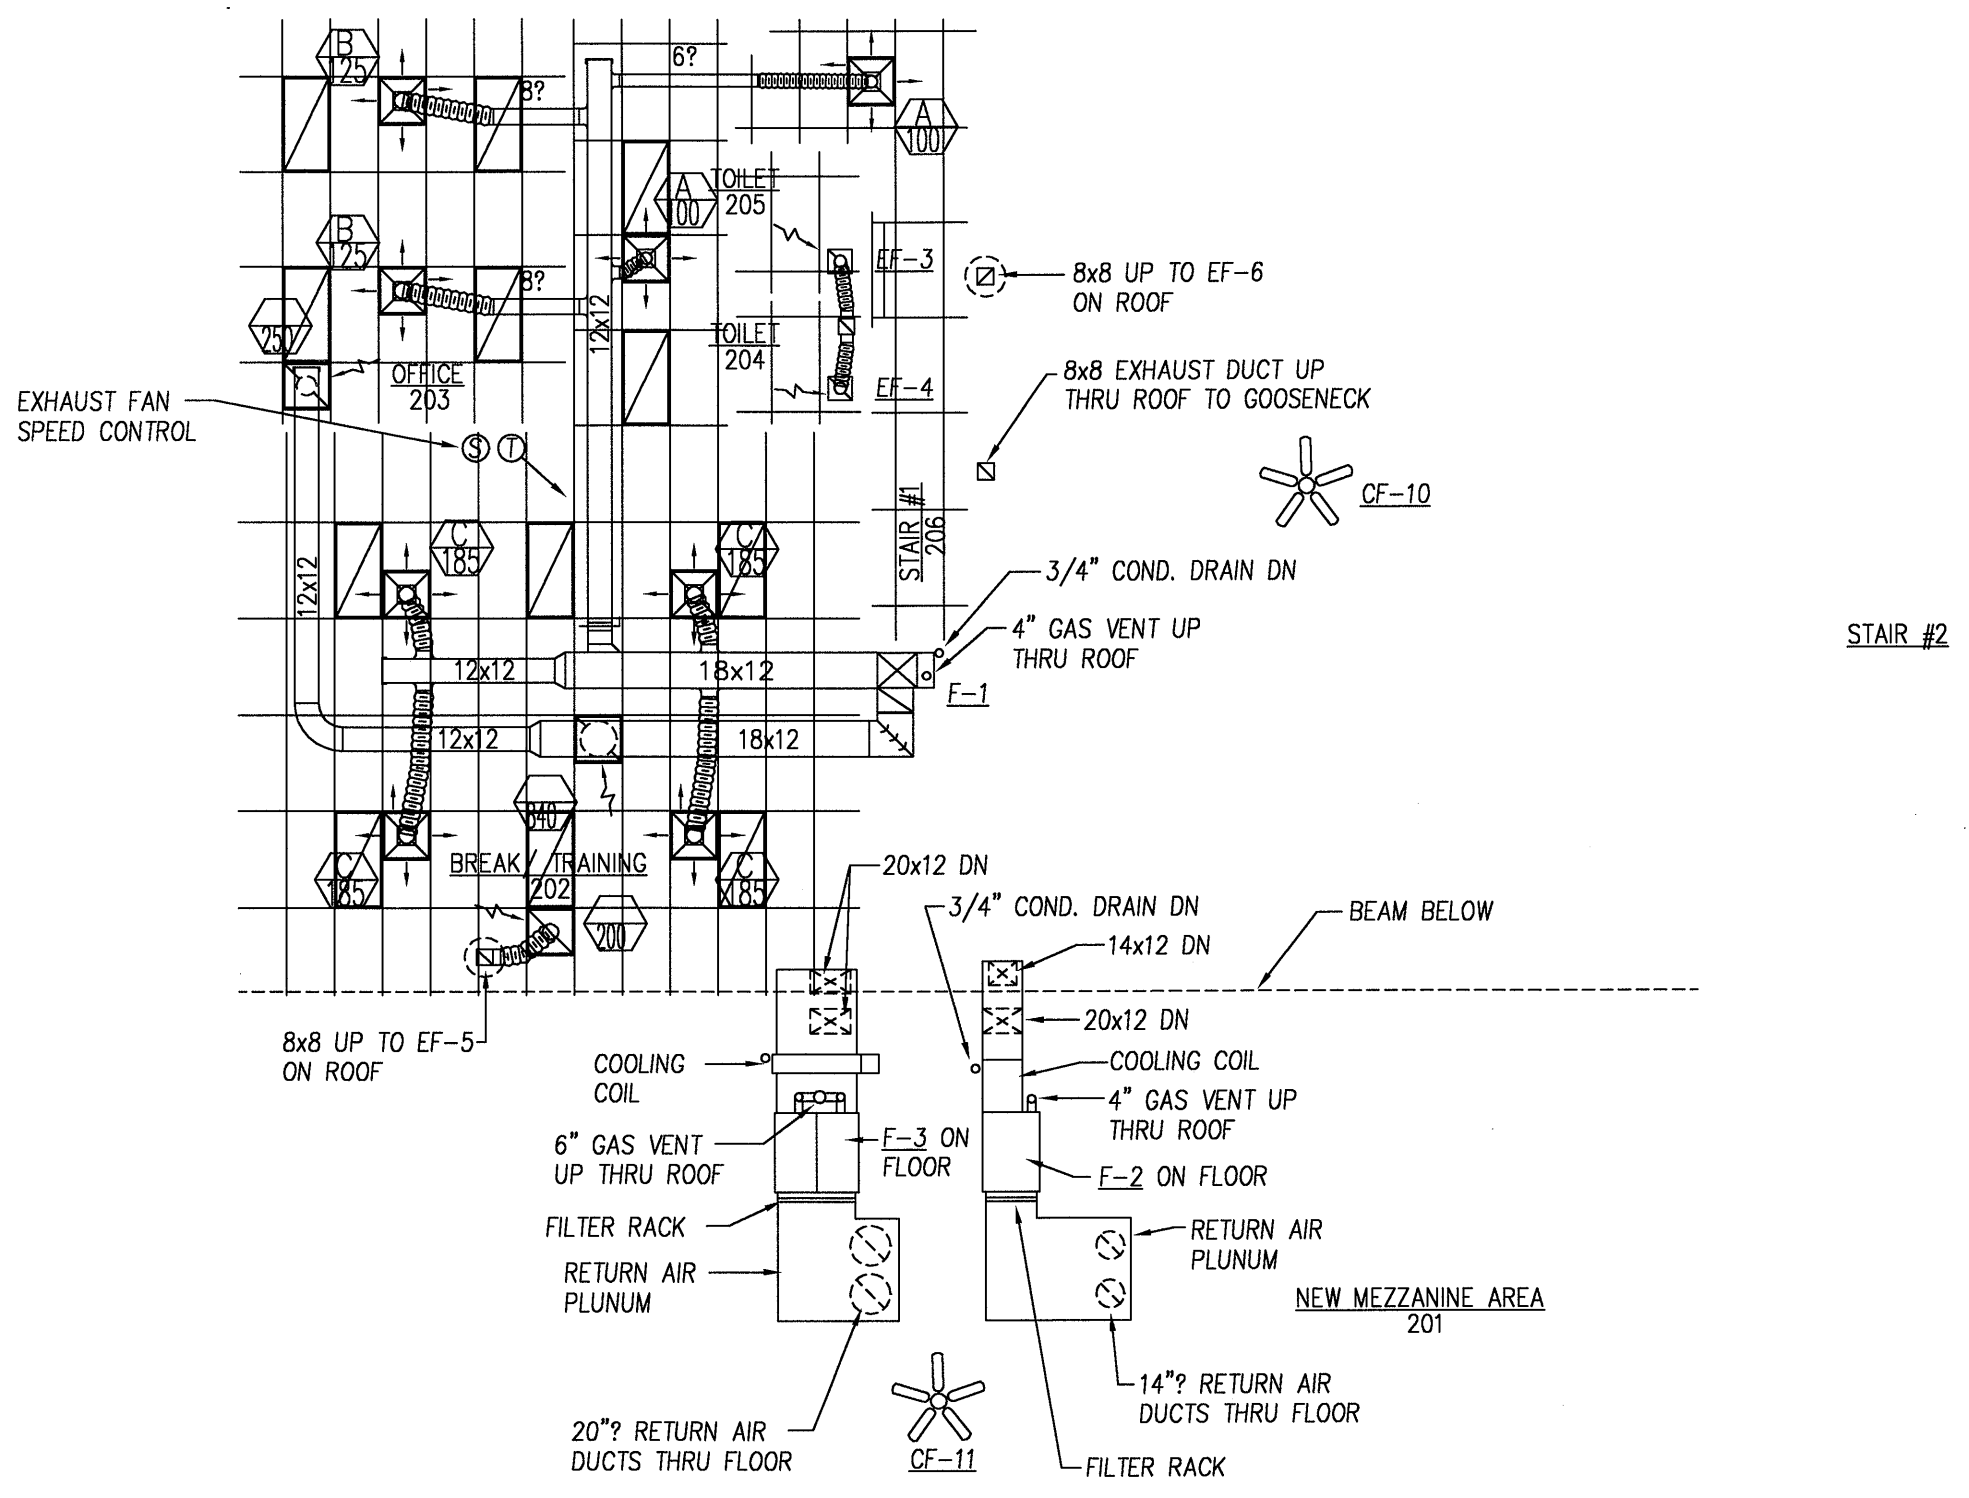 B
125
8?
6?
A
100
TOILET
205
A
100
B
125
8?
EF-3
8x8 UP TO EF-6
ON ROOF
250
12x12
TOILET
204
EF-4
OFFICE
203
8x8 EXHAUST DUCT UP
THRU ROOF TO GOOSENECK
EXHAUST FAN
SPEED CONTROL
S
T
CF-10
STAIR #1
206
C
185
C
185
12x12
3/4" COND. DRAIN DN
4" GAS VENT UP
THRU ROOF
STAIR #2
12x12
18x12
F-1
12x12
18x12
340
BREAK / TRAINING
202
C
185
C
185
200
20x12 DN
3/4" COND. DRAIN DN
14x12 DN
BEAM BELOW
8x8 UP TO EF-5
ON ROOF
20x12 DN
COOLING
COIL
COOLING COIL
4" GAS VENT UP
THRU ROOF
6" GAS VENT
UP THRU ROOF
F-3 ON
FLOOR
F-2 ON FLOOR
FILTER RACK
RETURN AIR
PLUNUM
RETURN AIR
PLUNUM
NEW MEZZANINE AREA
201
14"? RETURN AIR
DUCTS THRU FLOOR
20"? RETURN AIR
DUCTS THRU FLOOR
CF-11
FILTER RACK